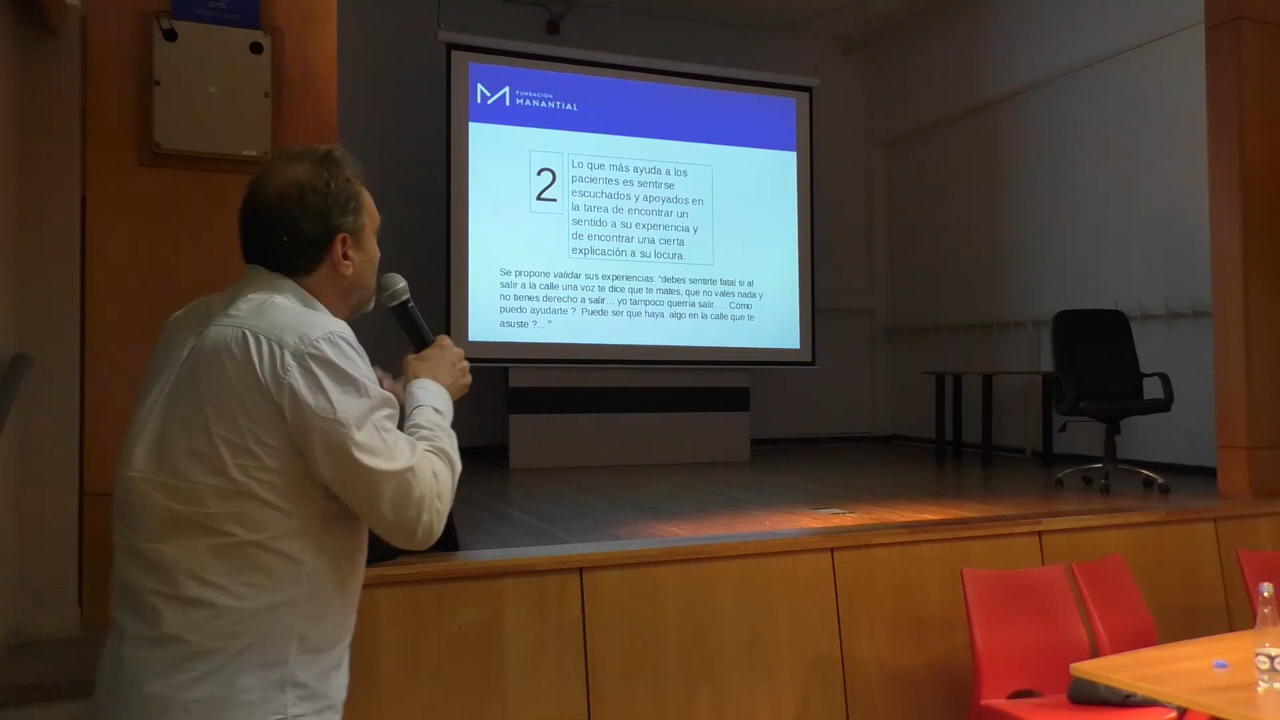 FUNDACIÓN
MANANTIAL
2
Lo que más ayuda a los
pacientes es sentirse
escuchados y apoyados en
la tarea de encontrar un
sentido a su experiencia y
de encontrar una cierta
explicación a su locura.
Se propone validar sus experiencias: "debes sentirte fatal si al
salir a la calle una voz te dice que te mates, que no vales nada y
no tienes derecho a salir… yo tampoco querría salir. … Cómo
puedo ayudarte ? Puede ser que haya algo en la calle que te
asuste ?... "